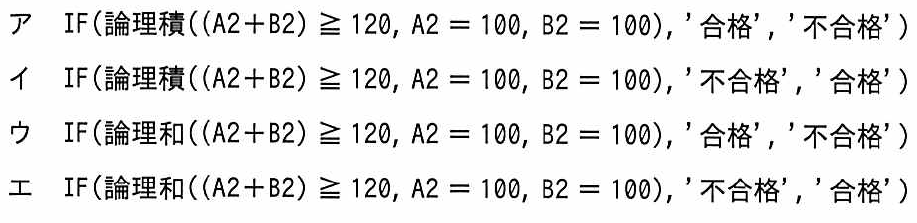 ア IF(論理積((A2+B2) ≧ 120, A2 = 100, B2 = 100), '合格', '不合格')
イ IF(論理積((A2+B2) ≧ 120, A2 = 100, B2 = 100), '不合格', '合格')
ウ IF(論理和((A2+B2) ≧ 120, A2 = 100, B2 = 100), '合格', '不合格')
エ IF(論理和((A2+B2) ≧ 120, A2 = 100, B2 = 100), '不合格', '合格')